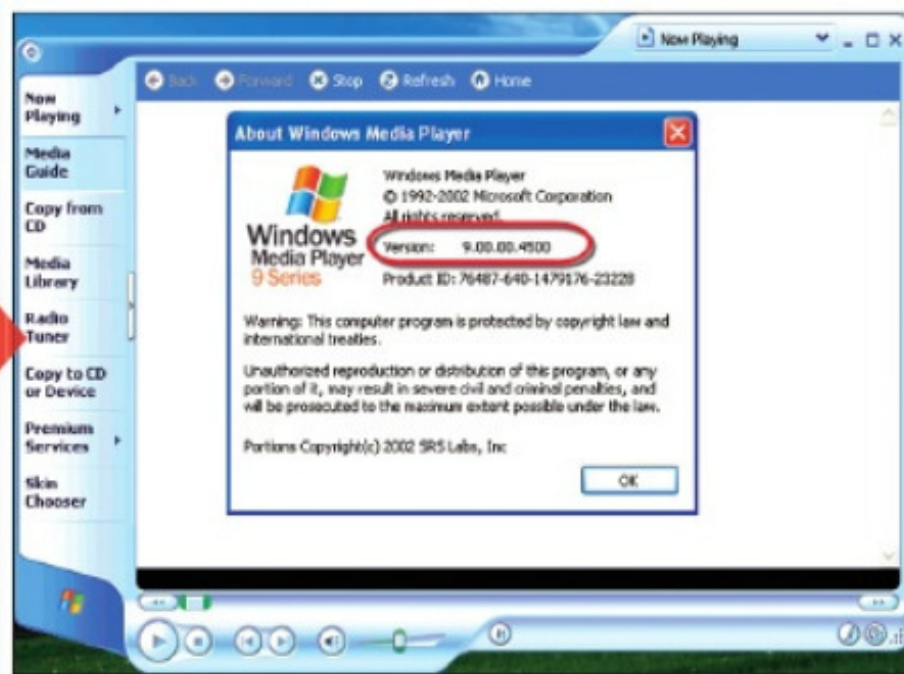 Now Playing
Back Forward Stop Refresh Home
Now
Playing
Media
Guide
Copy from
CD
Media
Library
Radio
Tuner
Copy to CD
or Device
Premium
Services
Skin
Chooser
About Windows Media Player
Windows
Media Player
9 Series
Windows Media Player
© 1992-2002 Microsoft Corporation
All rights reserved.
Version: 9.00.00.4500
Product ID: 76487-640-1479176-23228
Warning: This computer program is protected by copyright law and
international treaties.
Unauthorized reproduction or distribution of this program, or any
portion of it, may result in severe civil and criminal penalties, and
will be prosecuted to the maximum extent possible under the law.
Portions Copyright(c) 2002 SRS Labs, Inc
OK